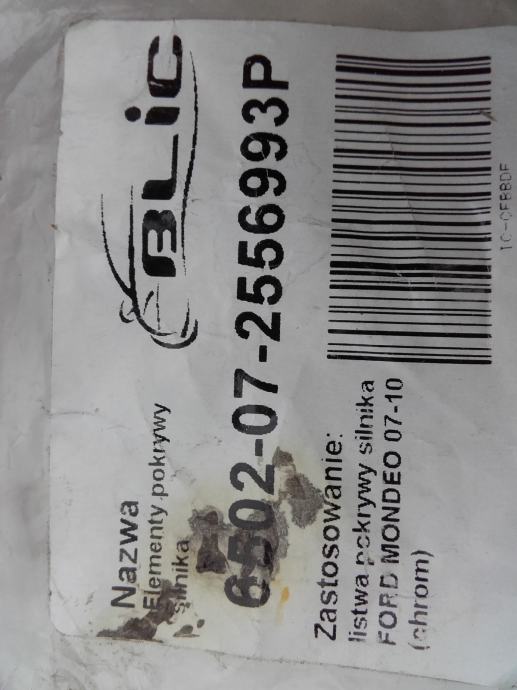 BLiC
Nazwa
Elementy pokrywy
silnika
6502-07-2556993P
Zastosowanie:
listwa pokrywy silnika
FORD MONDEO 07-10
(chrom)